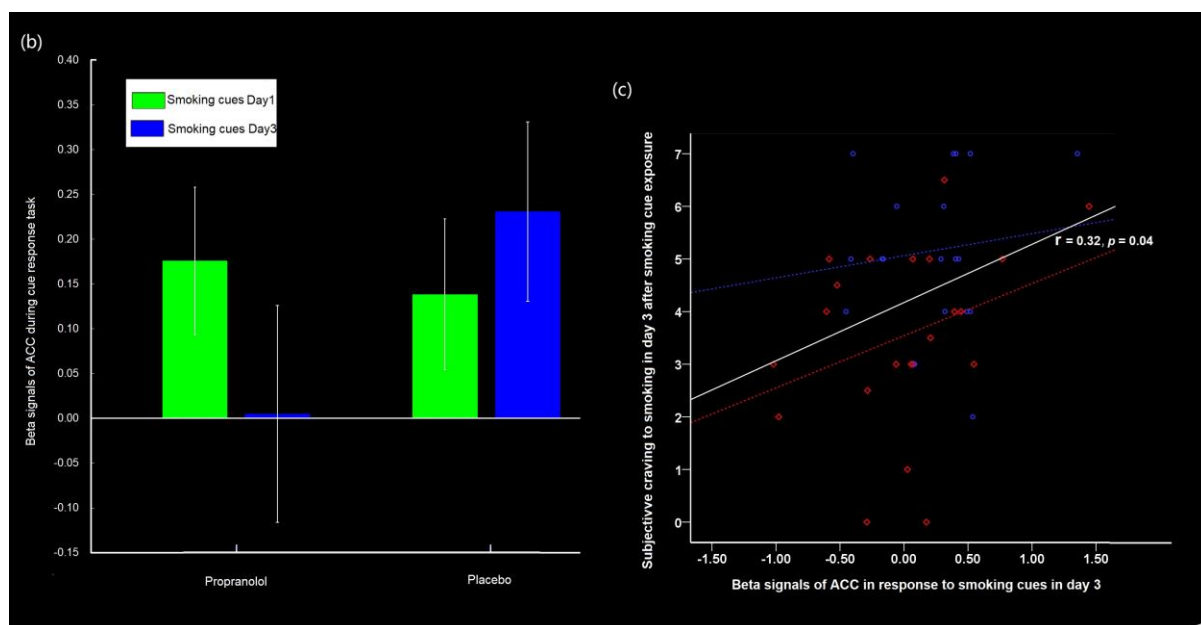 (b)
0.40
0.35
0.30
0.25
0.20
0.15
0.10
0.05
0.00
-0.05
-0.10
-0.15
Beta signals of ACC during cue response task
Smoking cues Day1
Smoking cues Day3
Propranolol
Placebo
(c)
Subjectivve craving to smoking in day 3 after smoking cue exposure
7
6
5
4
3
2
1
0
r = 0.32, p = 0.04
-1.50
-1.00
-0.50
0.00
0.50
1.00
1.50
Beta signals of ACC in response to smoking cues in day 3